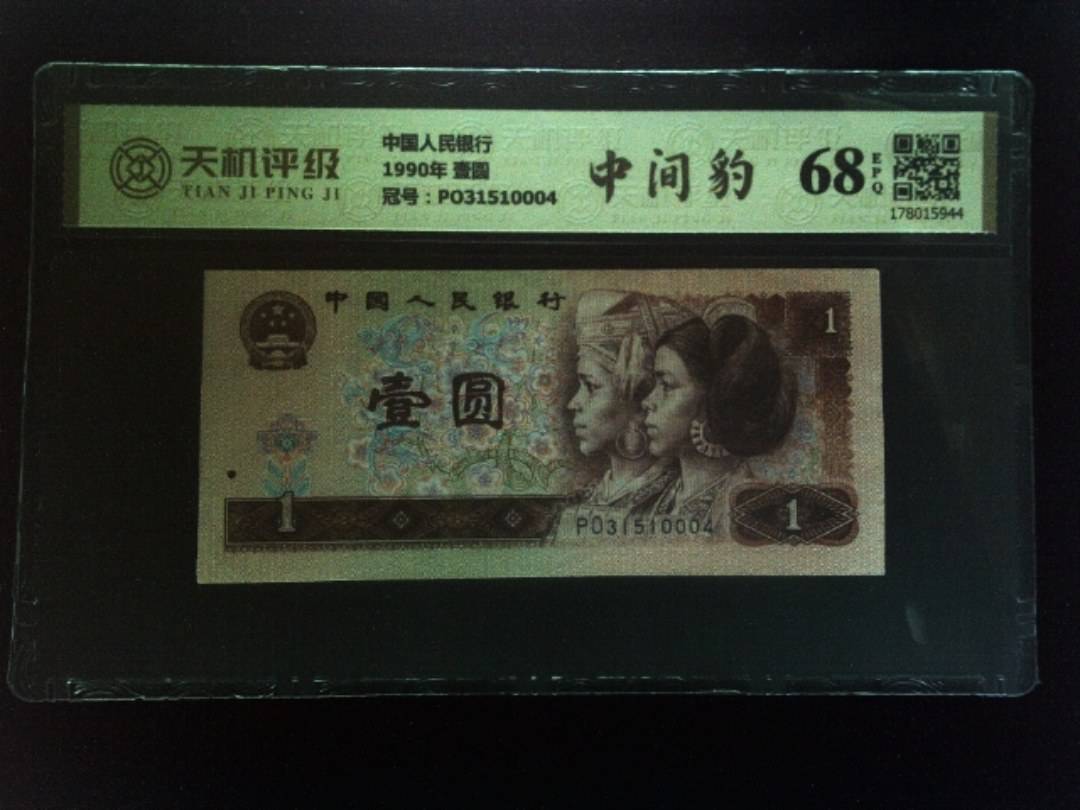 天机评级
TIAN JI PING JI
中国人民银行
1990年 壹圆
冠号：PO31510004
中间豹
68
EPQ
178015944
中國人民银行
1
壹圆
1
PO31510004
1